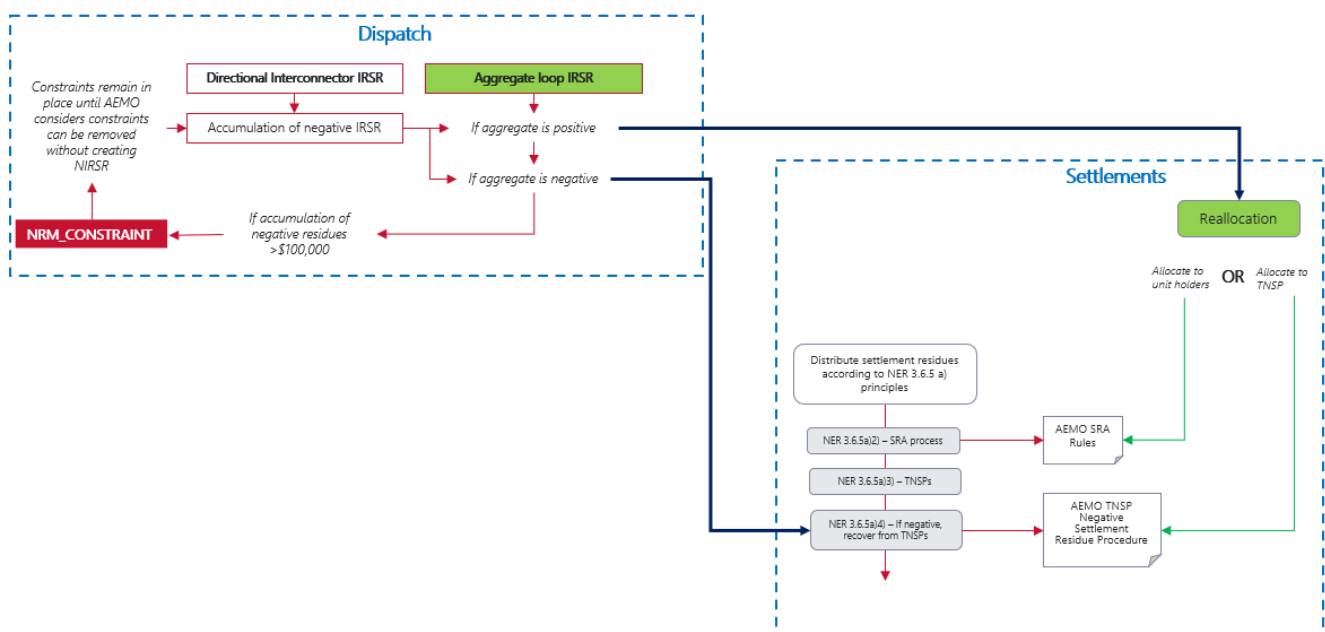 Dispatch
Directional Interconnector IRSR
Aggregate loop IRSR
Constraints remain in
place until AEMO
considers constraints
can be removed
without creating
NIRSR
Accumulation of negative IRSR
If aggregate is positive
If aggregate is negative
NRM_CONSTRAINT
If accumulation of
negative residues
>$100,000
Settlements
Reallocation
Allocate to
unit holders
OR
Allocate to
TNSP
Distribute settlement residues
according to NER 3.6.5 a)
principles
NER 3.6.5a)2) – SRA process
AEMO SRA
Rules
NER 3.6.5a)3) – TNSPs
NER 3.6.5a)4) – If negative,
recover from TNSPs
AEMO TNSP
Negative
Settlement
Residue Procedure